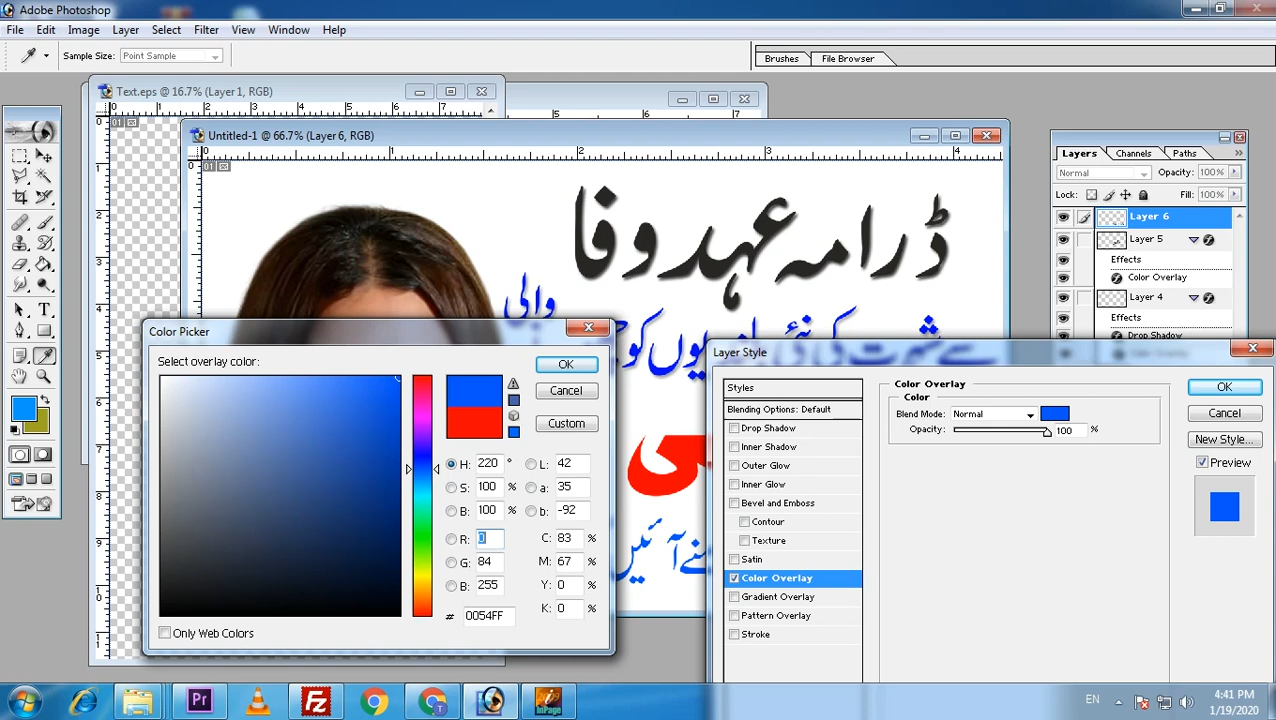 Adobe Photoshop
File Edit Image Layer Select Filter View Window Help
Sample Size: Point Sample
Brushes File Browser
Text.eps @ 16.7% (Layer 1, RGB)
Untitled-1 @ 66.7% (Layer 6, RGB)
ڈرامہ عہد وفا
والی
سے شہرت
Layers Channels Paths
Normal Opacity: 100%
Lock: Fill: 100%
Layer 6
Layer 5
Effects
Color Overlay
Layer 4
Effects
Drop Shadow
Color Picker
Select overlay color:
OK
Cancel
Custom
H: 220 °
S: 100 %
B: 100 %
R: 0
G: 84
B: 255
L: 42
a: 35
b: -92
C: 83 %
M: 67 %
Y: 0 %
K: 0 %
# 0054FF
Only Web Colors
Layer Style
Styles
Blending Options: Default
Drop Shadow
Inner Shadow
Outer Glow
Inner Glow
Bevel and Emboss
Contour
Texture
Satin
Color Overlay
Gradient Overlay
Pattern Overlay
Stroke
Color Overlay
Color
Blend Mode: Normal
Opacity: 100 %
OK
Cancel
New Style...
Preview
EN
4:41 PM
1/19/2020